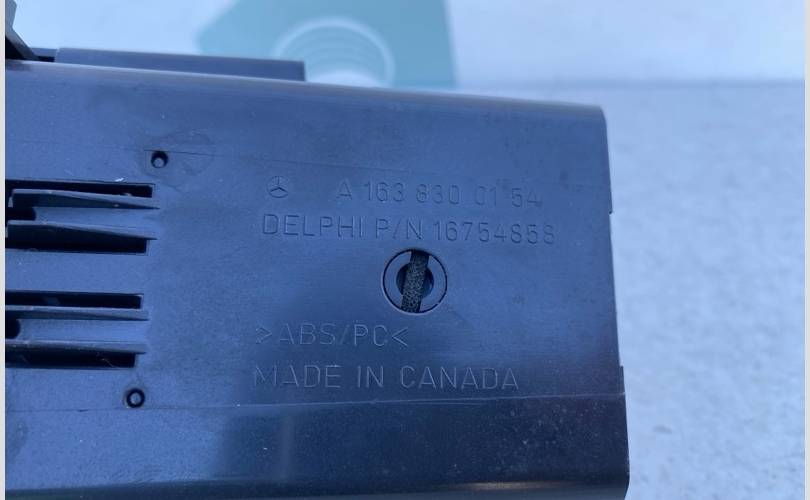 A 163 830 01 54
DELPHI P/N 16754858
>ABS/PC<
MADE IN CANADA